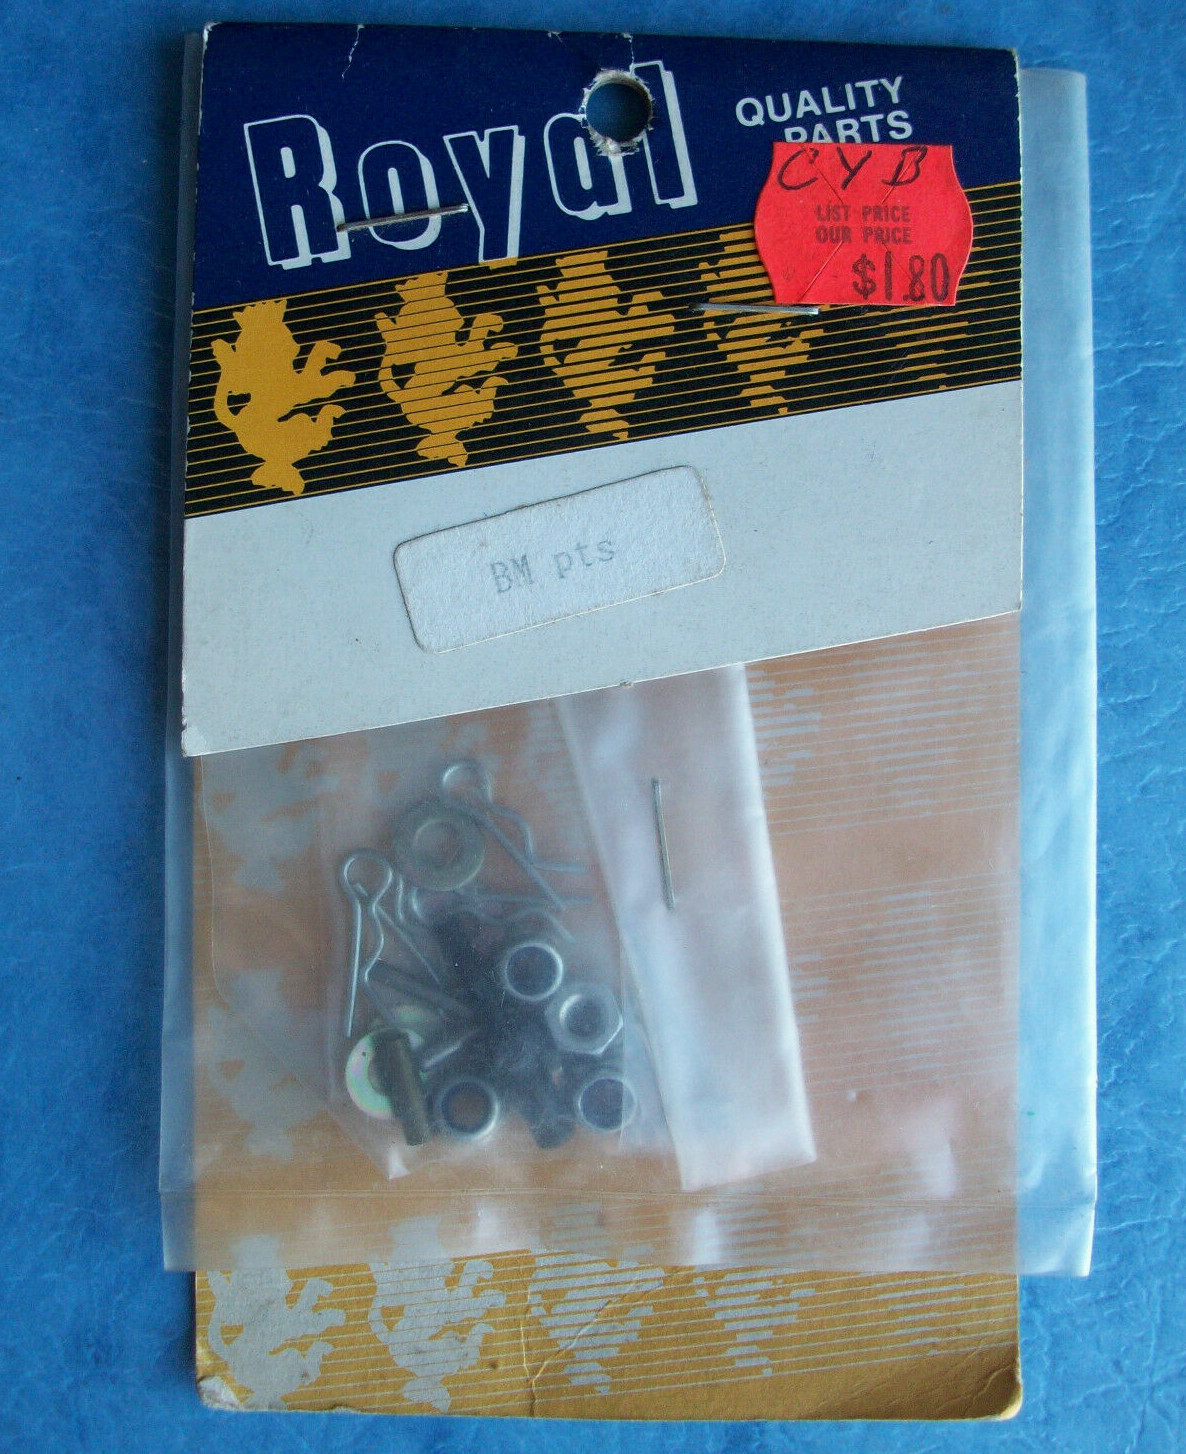 Royal
QUALITY
PARTS
CYB
LIST PRICE
OUR PRICE
$1.80
BM pts